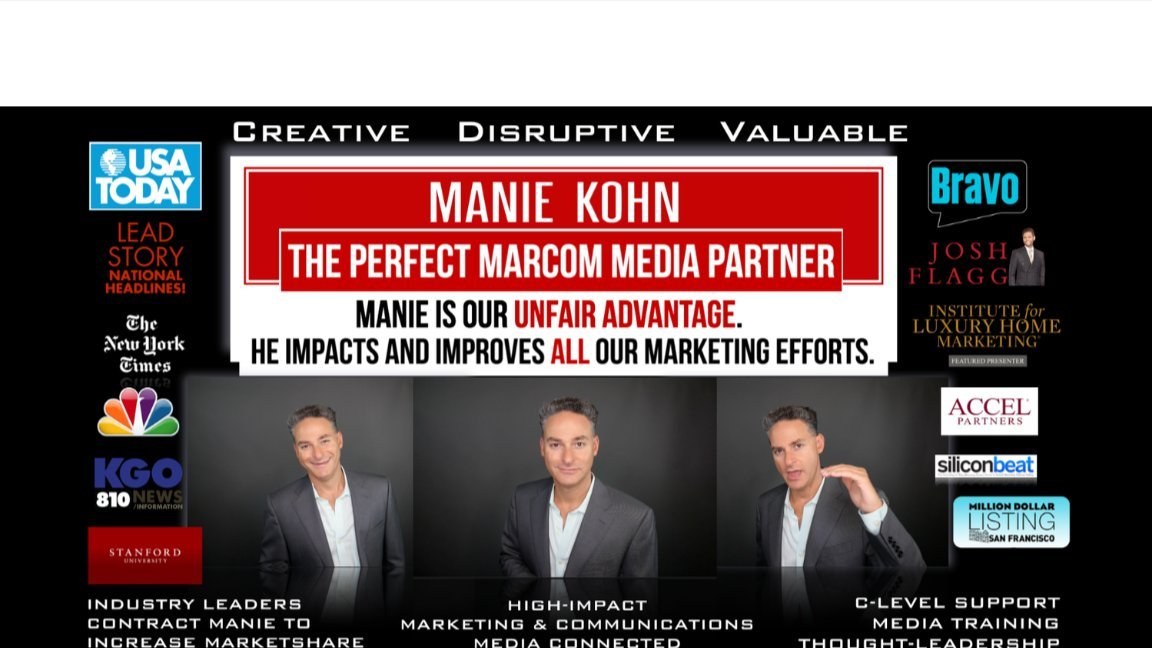 CREATIVE DISRUPTIVE VALUABLE
USA
TODAY
LEAD
STORY
NATIONAL
HEADLINES!
The
New York
Times
KGO
810 NEWS
/INFORMATION
STANFORD
UNIVERSITY
MANIE KOHN
THE PERFECT MARCOM MEDIA PARTNER
MANIE IS OUR UNFAIR ADVANTAGE.
HE IMPACTS AND IMPROVES ALL OUR MARKETING EFFORTS.
Bravo
JOSH
FLAGG
INSTITUTE for
LUXURY HOME
MARKETING
FEATURED PRESENTER
ACCEL
PARTNERS
siliconbeat
MILLION DOLLAR
LISTING
SAN FRANCISCO
INDUSTRY LEADERS
CONTRACT MANIE TO
INCREASE MARKETSHARE
HIGH-IMPACT
MARKETING & COMMUNICATIONS
MEDIA CONNECTED
C-LEVEL SUPPORT
MEDIA TRAINING
THOUGHT-LEADERSHIP